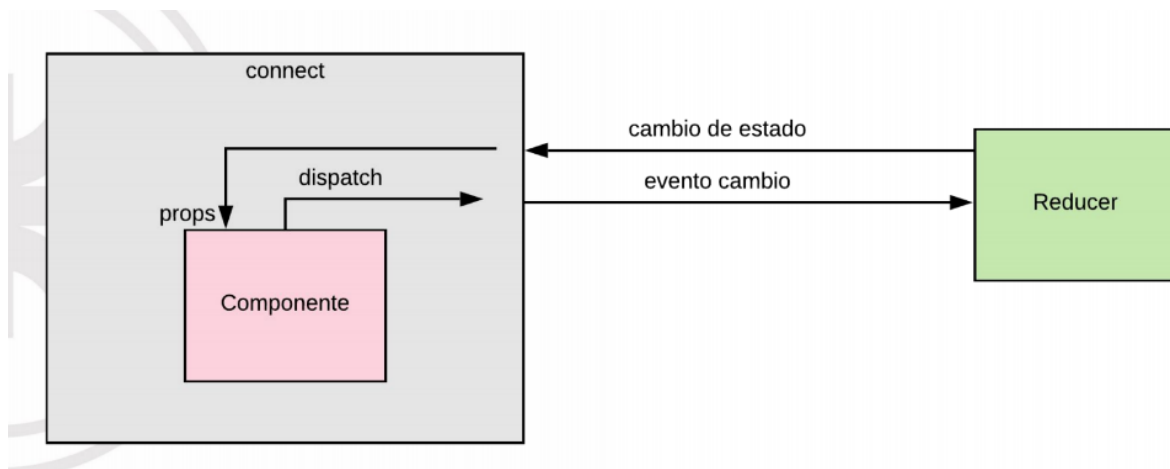 connect
cambio de estado
dispatch
evento cambio
props
Reducer
Componente